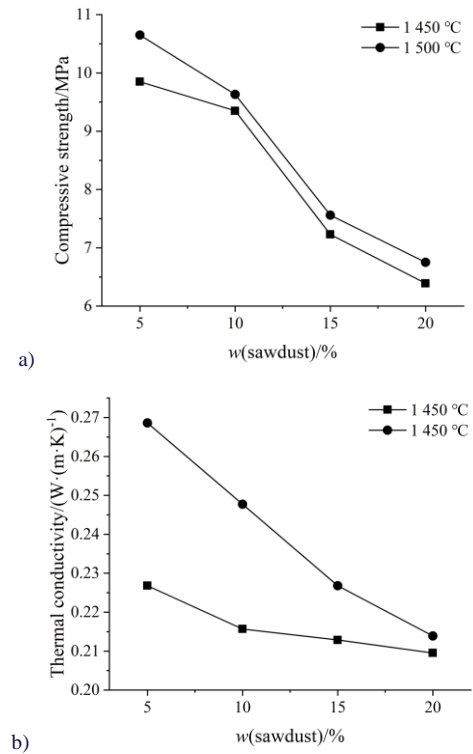 11
10
9
8
7
6
Compressive strength/MPa
1 450 ℃
1 500 ℃
5 10 15 20
w(sawdust)/%
a)
0.27
0.26
0.25
0.24
0.23
0.22
0.21
0.20
Thermal conductivity/(W·(m·K)⁻¹)
1 450 ℃
1 450 ℃
5 10 15 20
w(sawdust)/%
b)